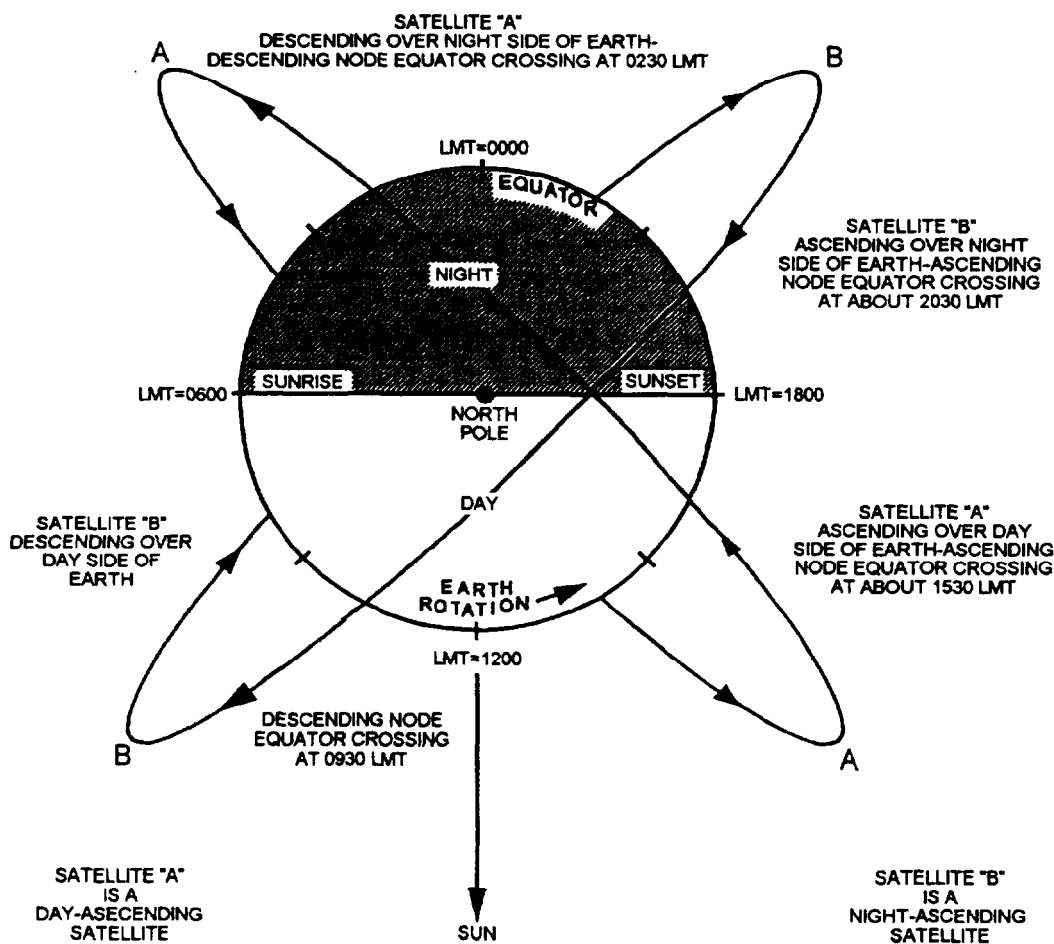 SATELLITE "A"
DESCENDING OVER NIGHT SIDE OF EARTH-
DESCENDING NODE EQUATOR CROSSING AT 0230 LMT
A
B
LMT=0000
EQUATOR
SATELLITE "B"
ASCENDING OVER NIGHT
SIDE OF EARTH-ASCENDING
NODE EQUATOR CROSSING
AT ABOUT 2030 LMT
NIGHT
LMT=0600
SUNRISE
SUNSET
LMT=1800
NORTH
POLE
DAY
SATELLITE "B"
DESCENDING OVER
DAY SIDE OF
EARTH
SATELLITE "A"
ASCENDING OVER DAY
SIDE OF EARTH-ASCENDING
NODE EQUATOR CROSSING
AT ABOUT 1530 LMT
EARTH
ROTATION
LMT=1200
DESCENDING NODE
EQUATOR CROSSING
AT 0930 LMT
B
A
SATELLITE "A"
IS A
DAY-ASECENDING
SATELLITE
SUN
SATELLITE "B"
IS A
NIGHT-ASCENDING
SATELLITE